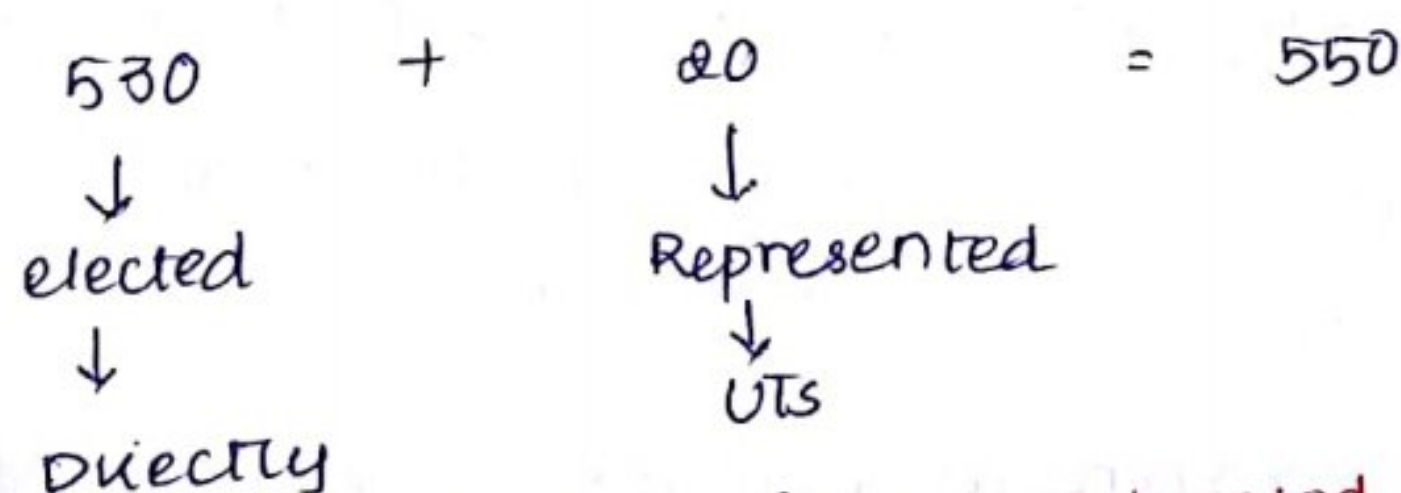 530 + 20 = 550
↓ ↓
elected Represented
↓ ↓
UTs
Directly